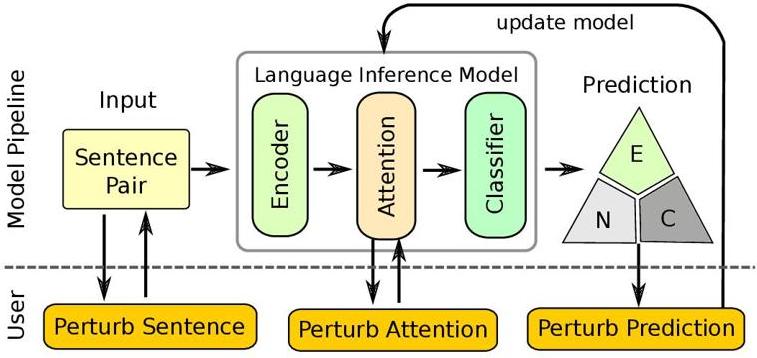 update model
Language Inference Model
Input
Prediction
Model Pipeline
Sentence
Pair
Encoder
Attention
Classifier
E
N
C
User
Perturb Sentence
Perturb Attention
Perturb Prediction